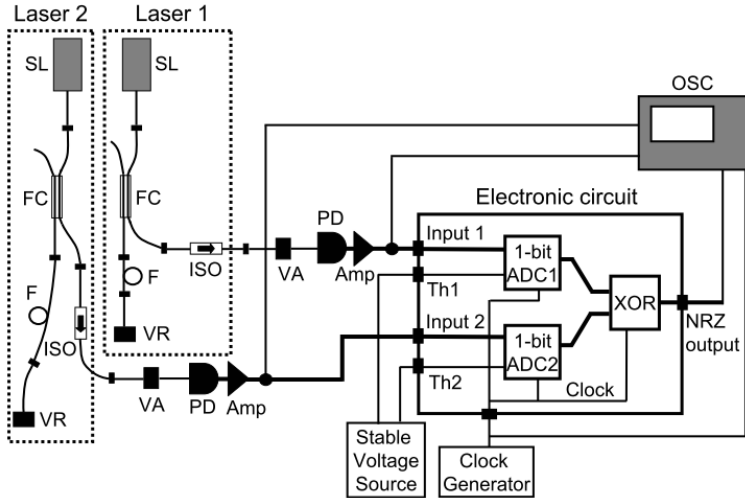 Laser 2
Laser 1
SL
SL
OSC
FC
FC
Electronic circuit
PD
Input 1
1-bit
ADC1
F
ISO
VA
Amp
Th1
XOR
F
Input 2
NRZ
output
ISO
VR
1-bit
ADC2
Th2
Clock
VR
VA
PD
Amp
Stable
Voltage
Source
Clock
Generator